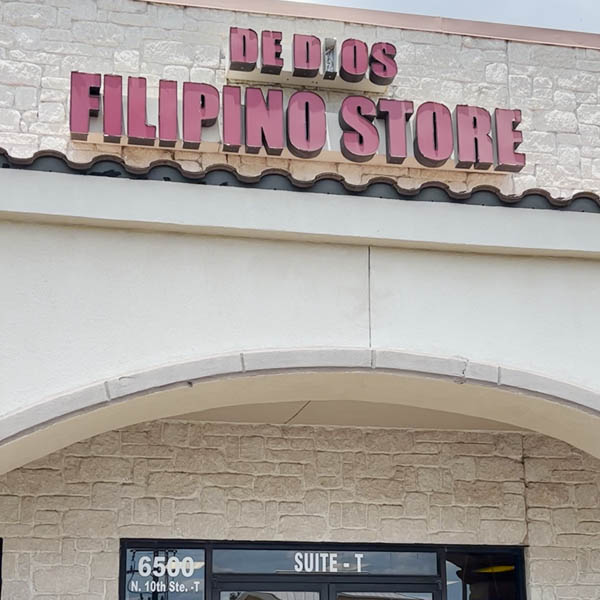 DE DIOS
FILIPINO STORE
6500
N. 10th Ste. -T
SUITE - T